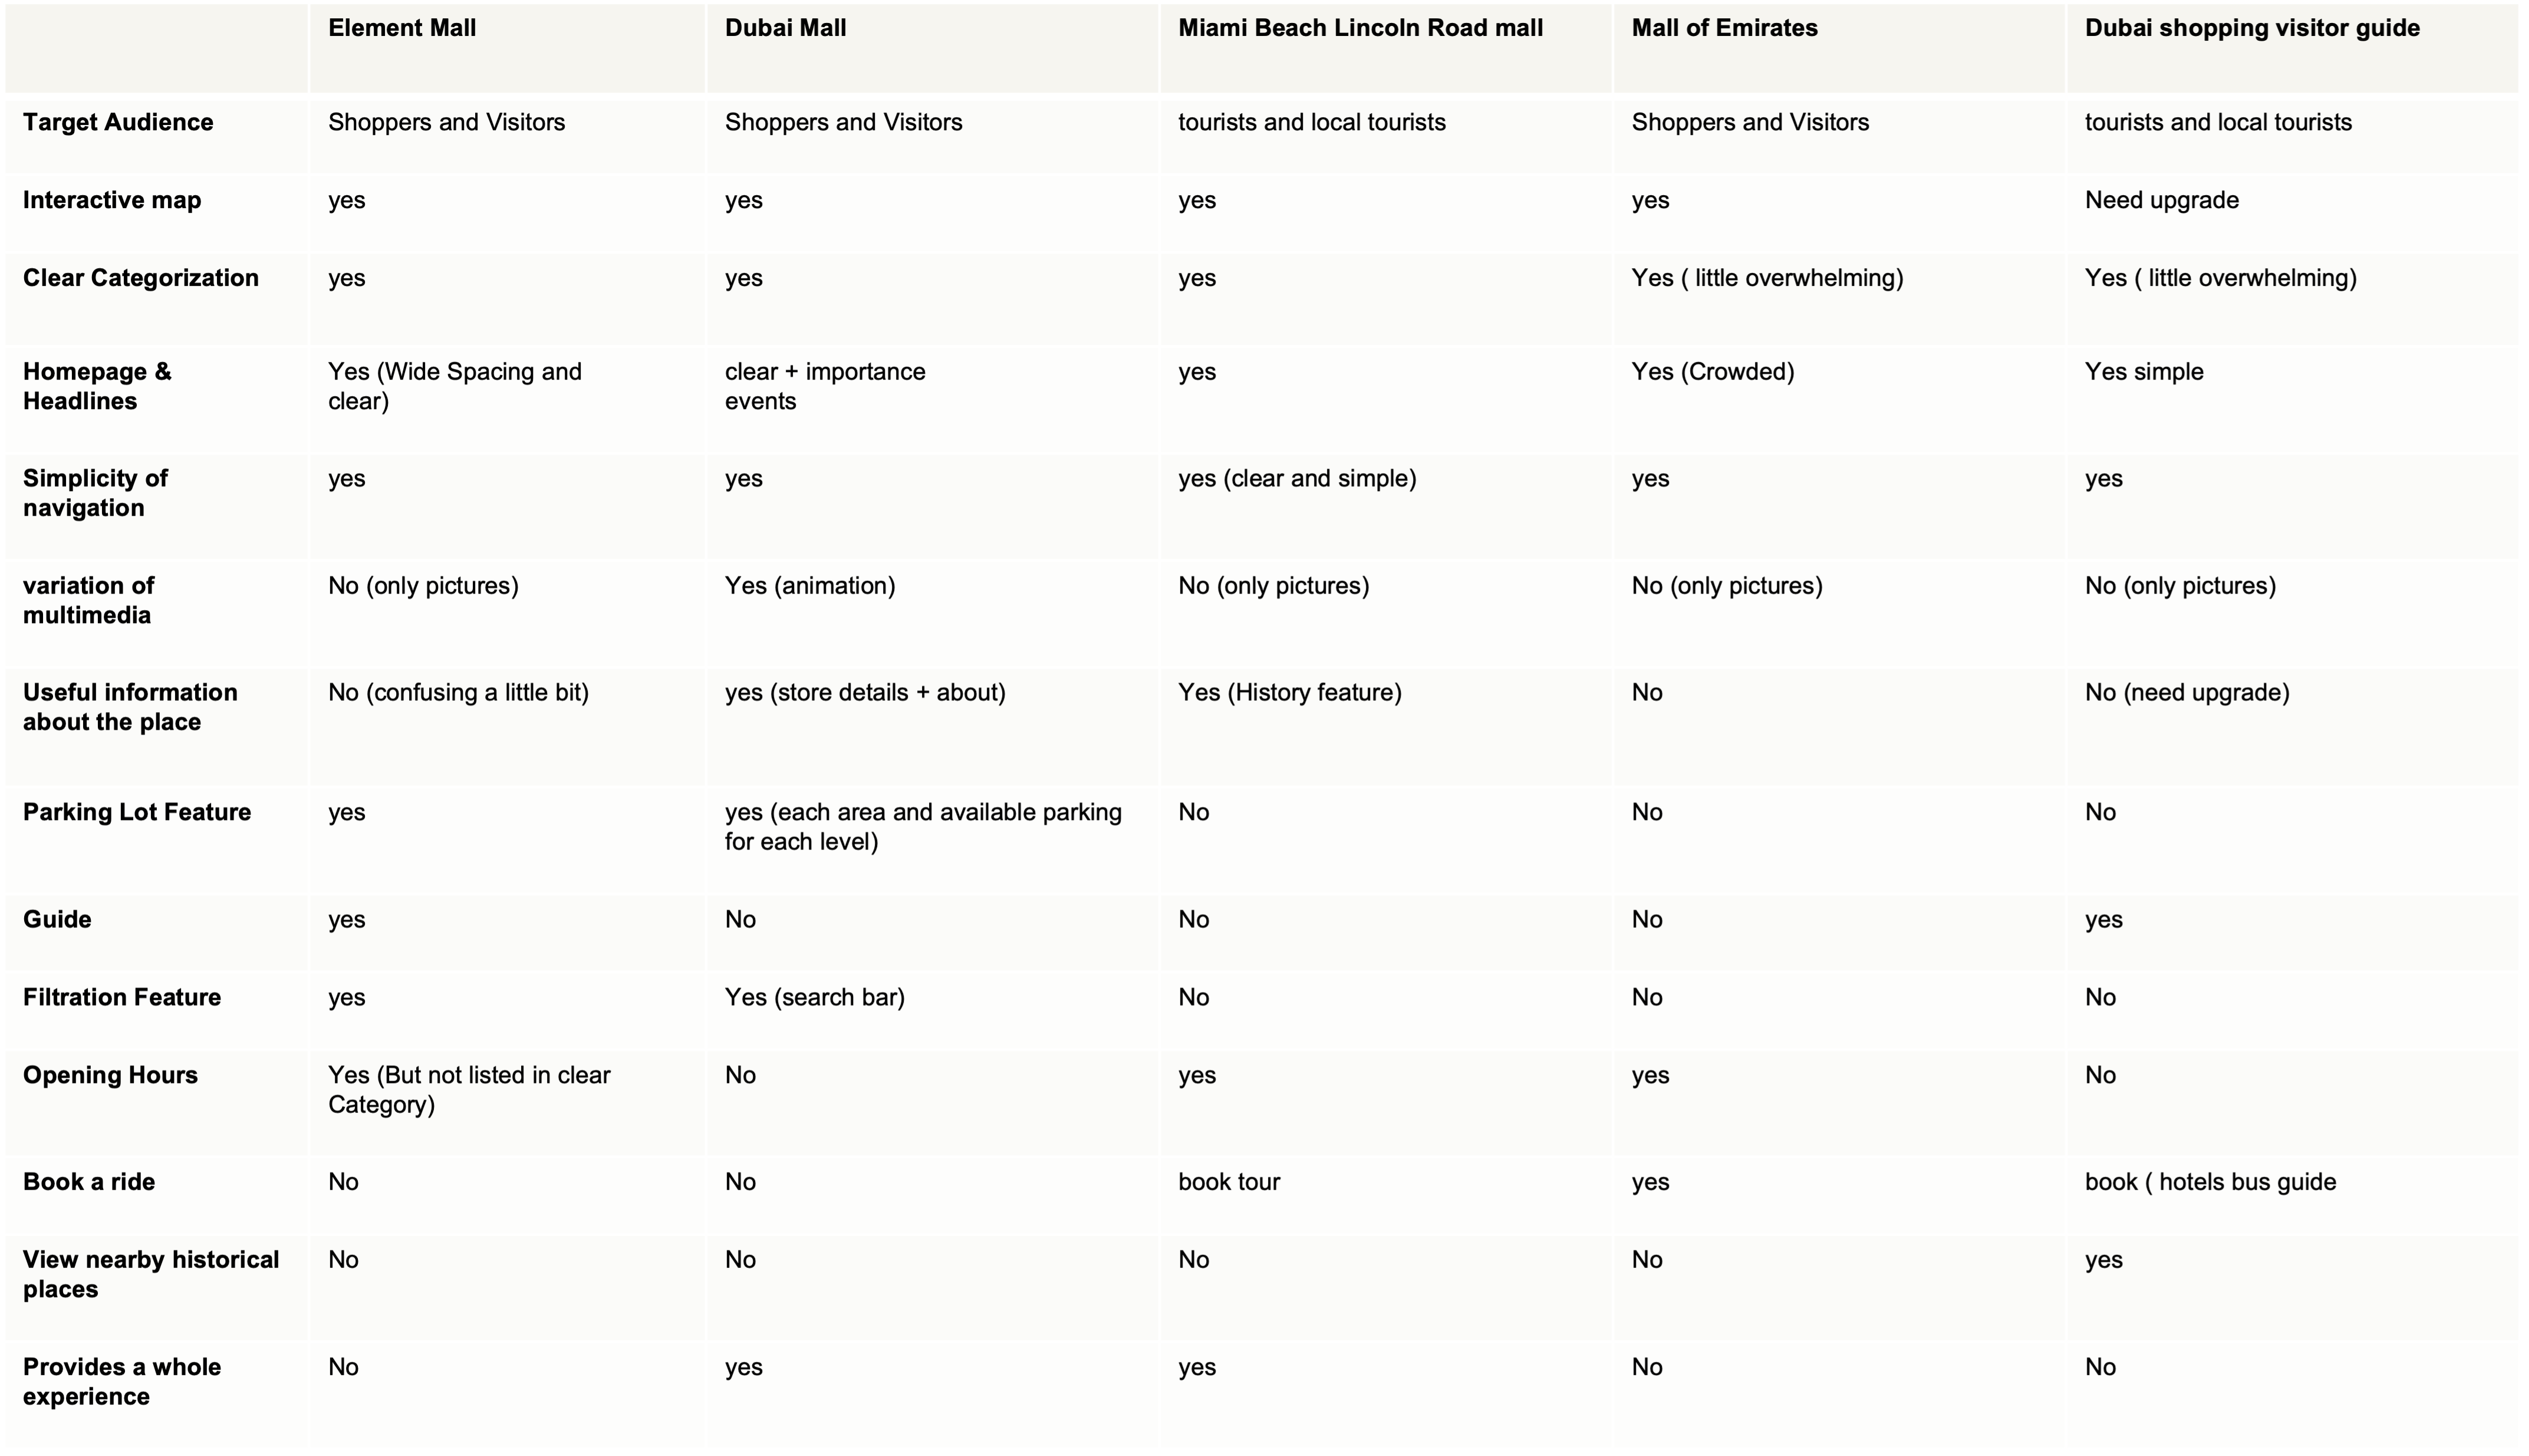 Element Mall
Dubai Mall
Miami Beach Lincoln Road mall
Mall of Emirates
Dubai shopping visitor guide
Target Audience
Shoppers and Visitors
Shoppers and Visitors
tourists and local tourists
Shoppers and Visitors
tourists and local tourists
Interactive map
yes
yes
yes
yes
Need upgrade
Clear Categorization
yes
yes
yes
Yes ( little overwhelming)
Yes ( little overwhelming)
Homepage &
Headlines
Yes (Wide Spacing and
clear)
clear + importance
events
yes
Yes (Crowded)
Yes simple
Simplicity of
navigation
yes
yes
yes (clear and simple)
yes
yes
variation of
multimedia
No (only pictures)
Yes (animation)
No (only pictures)
No (only pictures)
No (only pictures)
Useful information
about the place
No (confusing a little bit)
yes (store details + about)
Yes (History feature)
No
No (need upgrade)
Parking Lot Feature
yes
yes (each area and available parking
for each level)
No
No
No
Guide
yes
No
No
No
yes
Filtration Feature
yes
Yes (search bar)
No
No
No
Opening Hours
Yes (But not listed in clear
Category)
No
yes
yes
No
Book a ride
No
No
book tour
yes
book ( hotels bus guide
View nearby historical
places
No
No
No
No
yes
Provides a whole
experience
No
yes
yes
No
No